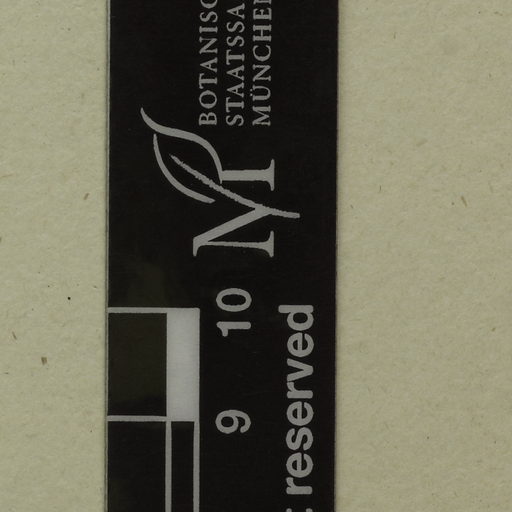 BOTANISC
STAATSSA
MÜNCHEN
M
9 10
reserved